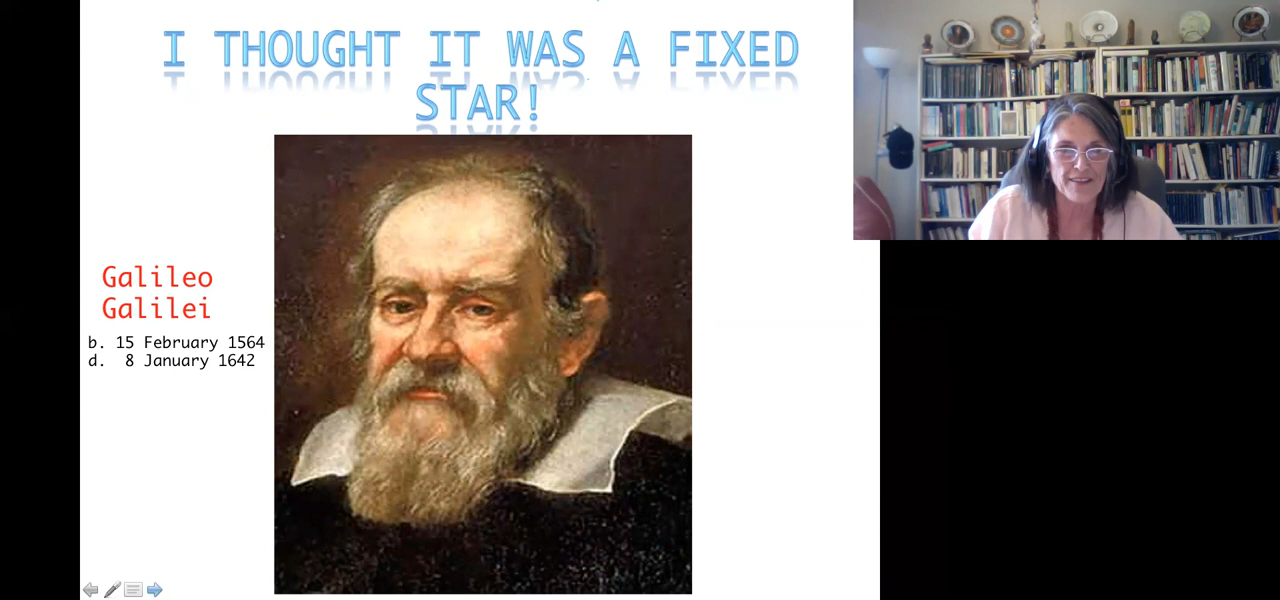 I THOUGHT IT WAS A FIXED
STAR!
Galileo
Galilei
b. 15 February 1564
d. 8 January 1642